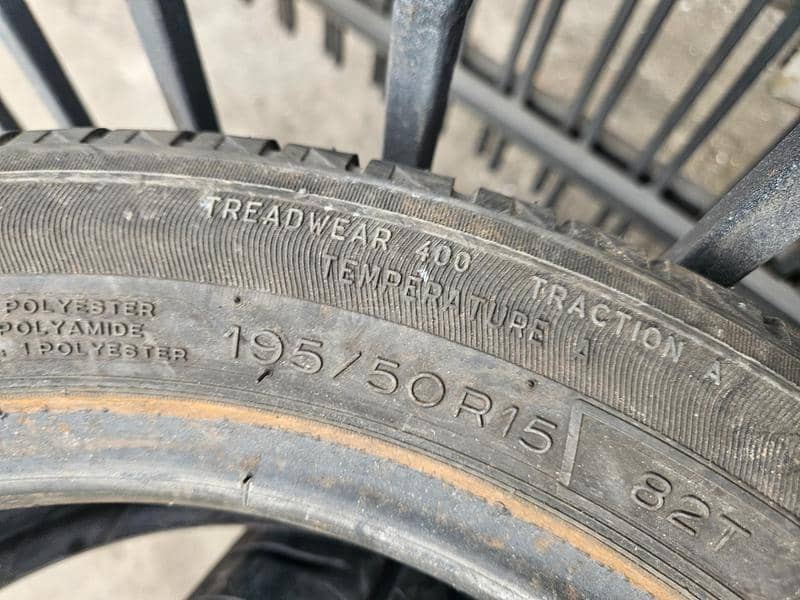 TREADWEAR 400 TRACTION A
TEMPERATURE A
POLYESTER
POLYAMIDE
: 1 POLYESTER
195/50R15 82T